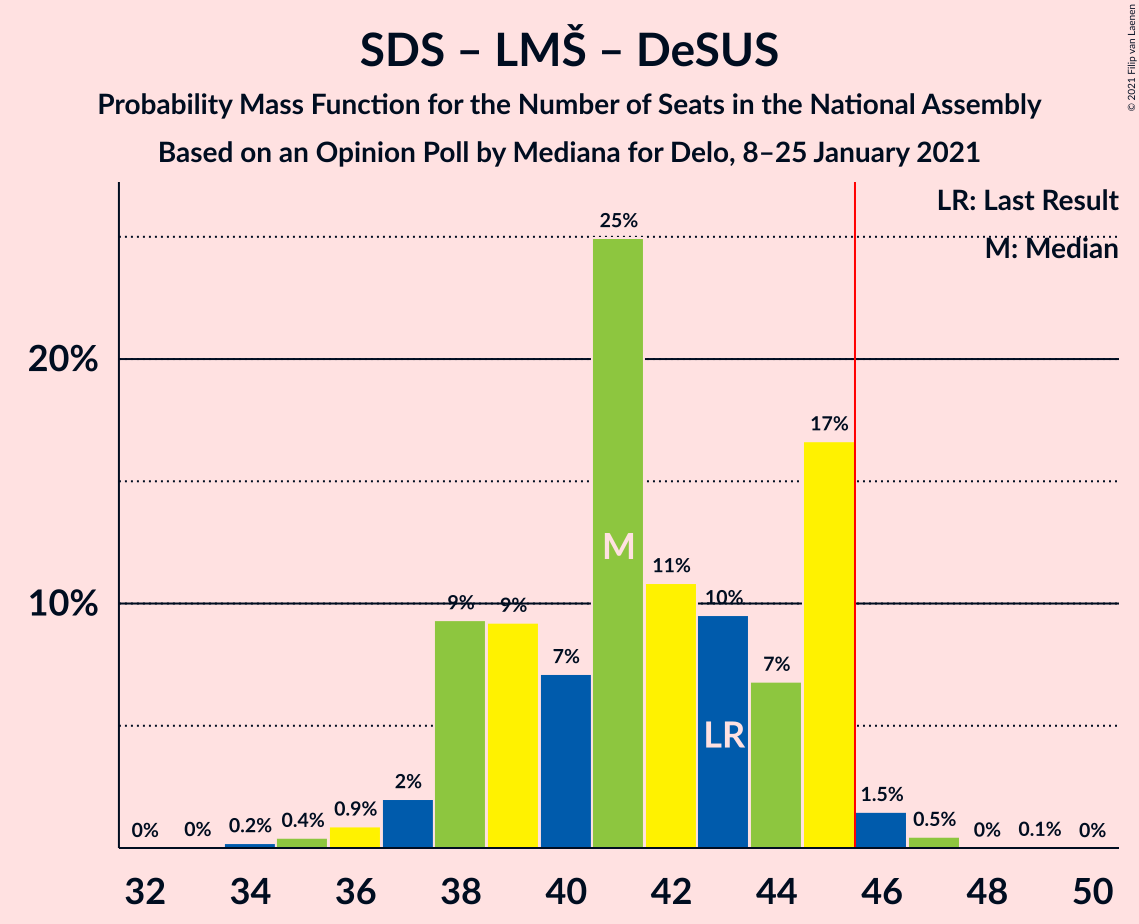 SDS – LMŠ – DeSUS
Probability Mass Function for the Number of Seats in the National Assembly
Based on an Opinion Poll by Mediana for Delo, 8–25 January 2021
© 2021 Filip van Laenen
LR: Last Result
M: Median
20%
10%
0%
0%
0.2%
0.4%
0.9%
2%
9%
9%
7%
25%
11%
10%
7%
17%
1.5%
0.5%
0%
0.1%
0%
M
LR
32 34 36 38 40 42 44 46 48 50